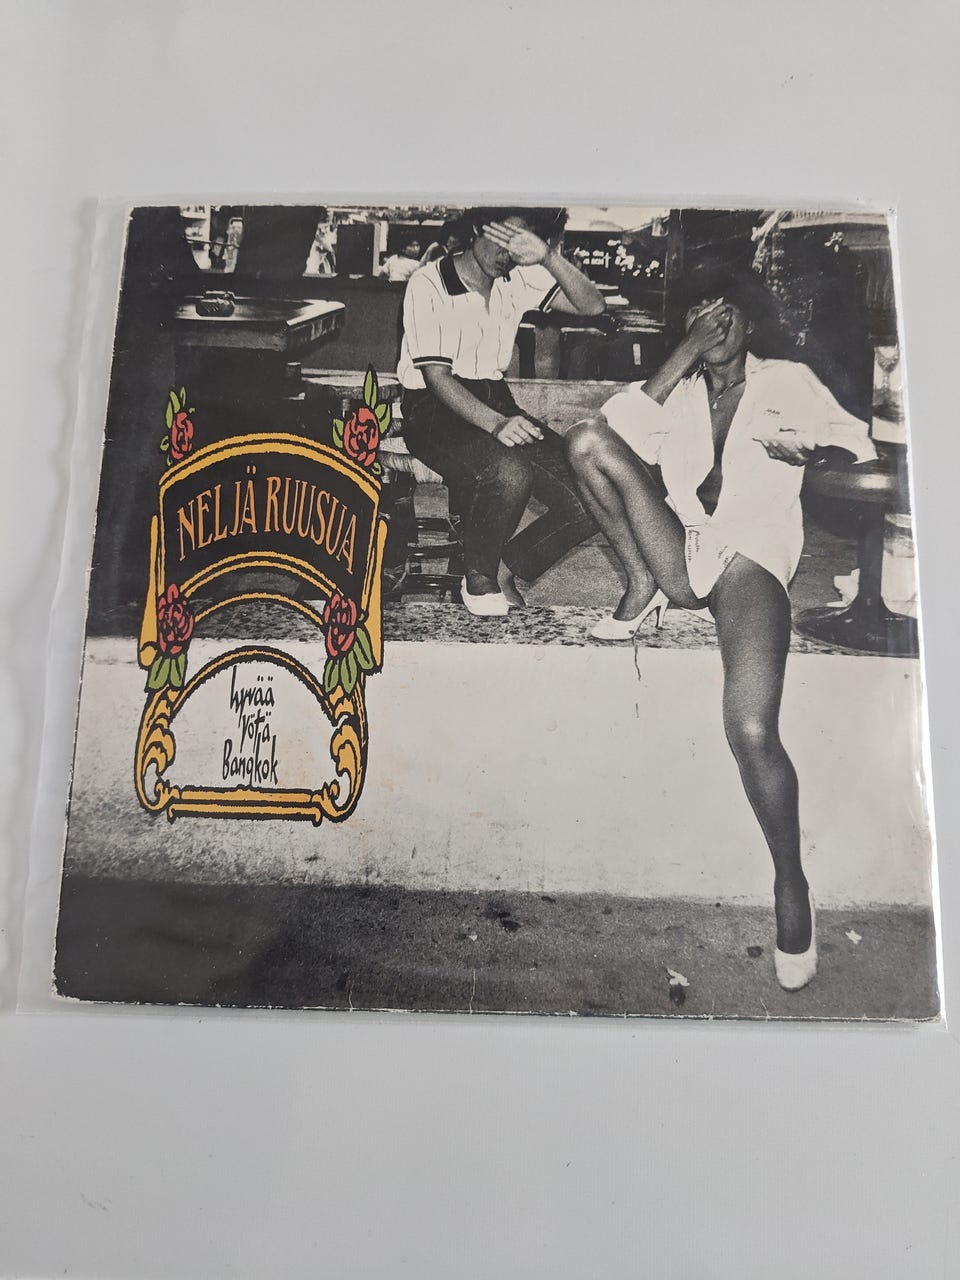 NELJÄ RUUSUA
hyvää
yötä
Bangkok